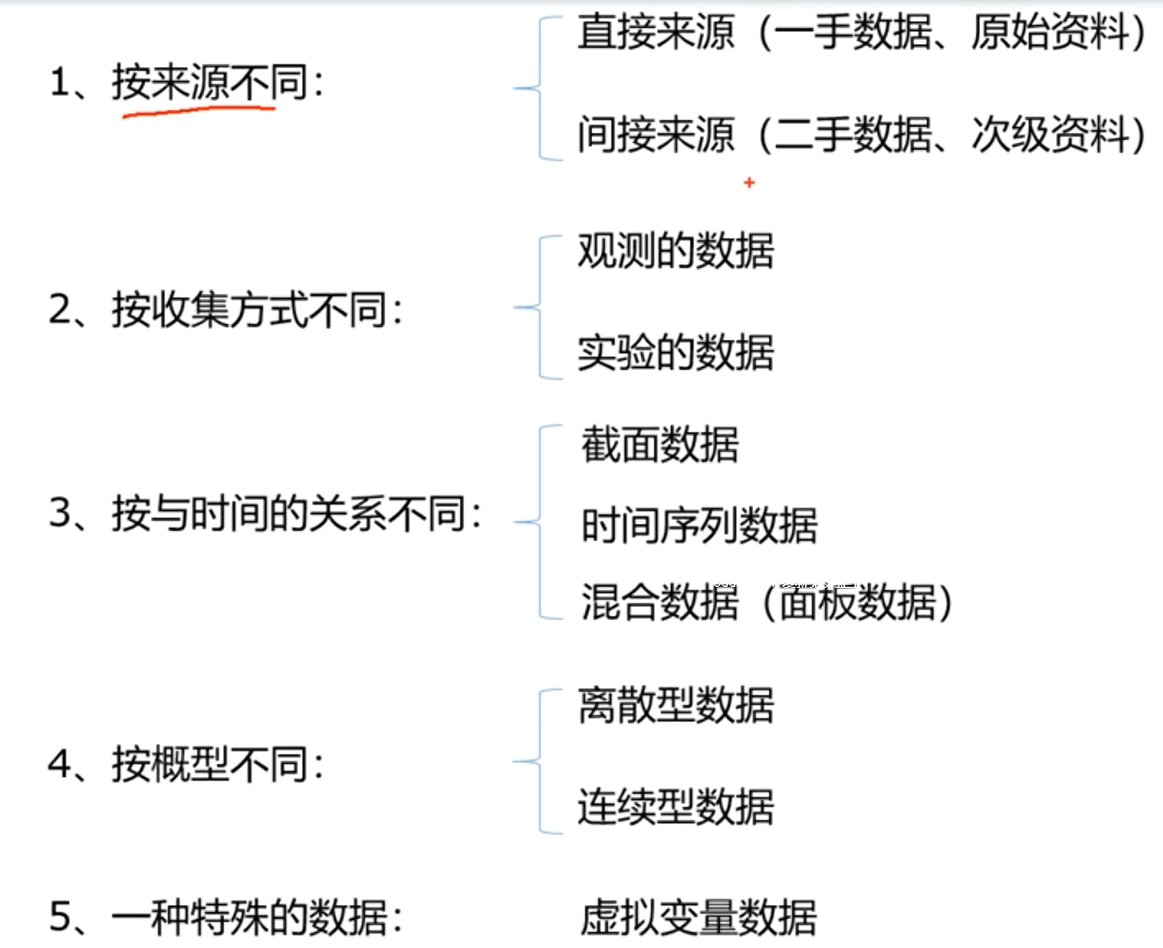 1、按来源不同：
直接来源（一手数据、原始资料）
间接来源（二手数据、次级资料）
2、按收集方式不同：
观测的数据
实验的数据
3、按与时间的关系不同：
截面数据
时间序列数据
混合数据（面板数据）
4、按概型不同：
离散型数据
连续型数据
5、一种特殊的数据：
虚拟变量数据